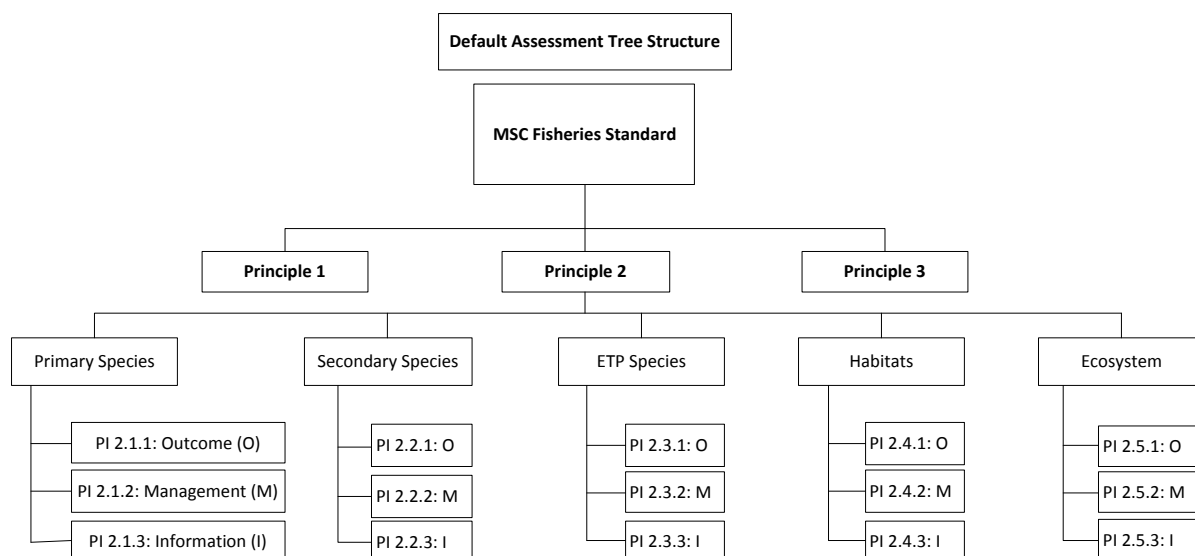 Default Assessment Tree Structure
MSC Fisheries Standard
Principle 1
Principle 2
Principle 3
Primary Species
Secondary Species
ETP Species
Habitats
Ecosystem
PI 2.1.1: Outcome (O)
PI 2.2.1: O
PI 2.3.1: O
PI 2.4.1: O
PI 2.5.1: O
PI 2.1.2: Management (M)
PI 2.2.2: M
PI 2.3.2: M
PI 2.4.2: M
PI 2.5.2: M
PI 2.1.3: Information (I)
PI 2.2.3: I
PI 2.3.3: I
PI 2.4.3: I
PI 2.5.3: I